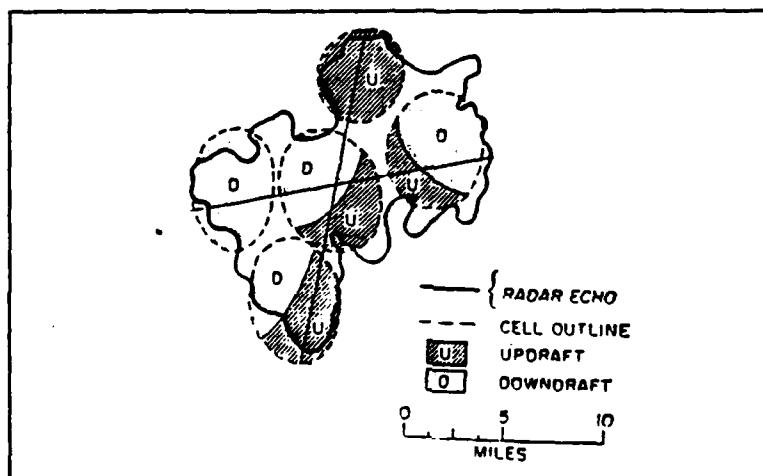 U
D
D
D
U
U
D
U
RADAR ECHO
CELL OUTLINE
U UPDRAFT
D DOWNDRAFT
0 5 10
MILES